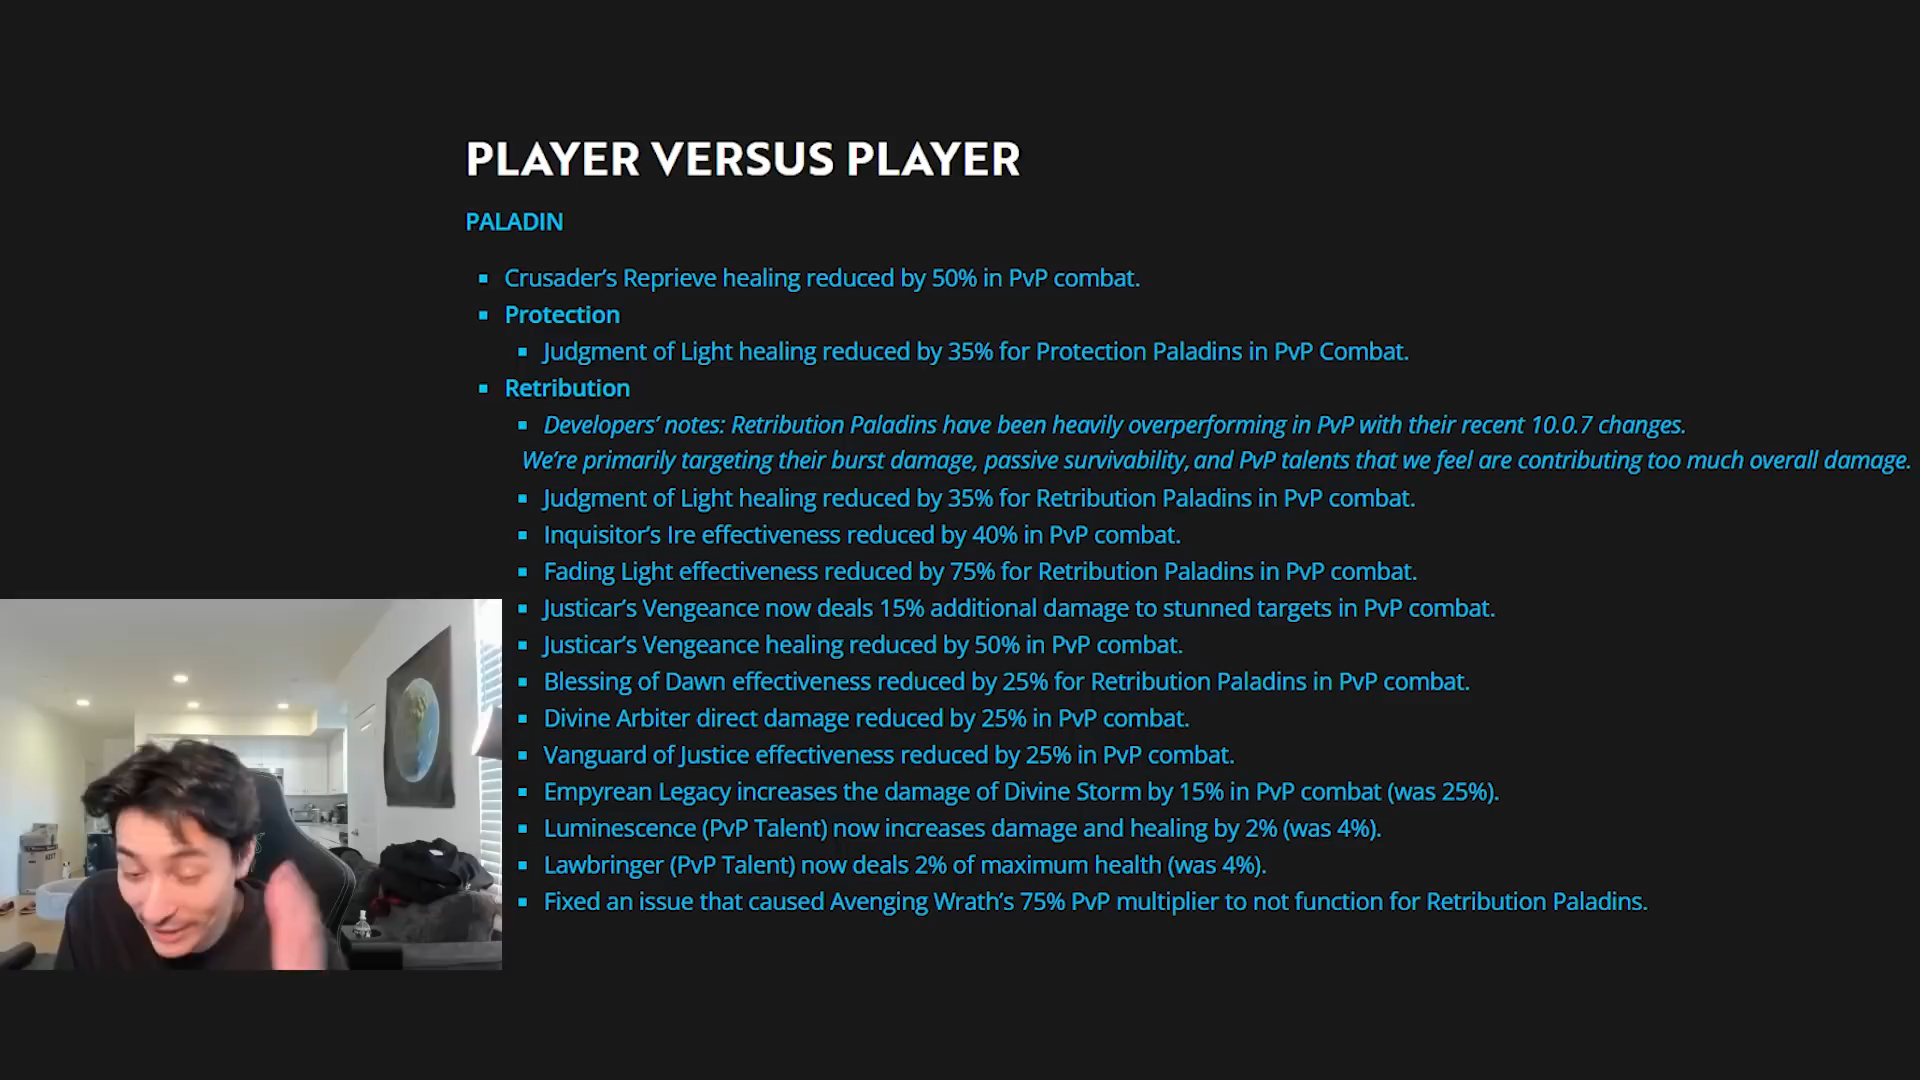 PLAYER VERSUS PLAYER
PALADIN
Crusader’s Reprieve healing reduced by 50% in PvP combat.
Protection
Judgment of Light healing reduced by 35% for Protection Paladins in PvP Combat.
Retribution
Developers’ notes: Retribution Paladins have been heavily overperforming in PvP with their recent 10.0.7 changes.
We’re primarily targeting their burst damage, passive survivability, and PvP talents that we feel are contributing too much overall damage.
Judgment of Light healing reduced by 35% for Retribution Paladins in PvP combat.
Inquisitor’s Ire effectiveness reduced by 40% in PvP combat.
Fading Light effectiveness reduced by 75% for Retribution Paladins in PvP combat.
Justicar’s Vengeance now deals 15% additional damage to stunned targets in PvP combat.
Justicar’s Vengeance healing reduced by 50% in PvP combat.
Blessing of Dawn effectiveness reduced by 25% for Retribution Paladins in PvP combat.
Divine Arbiter direct damage reduced by 25% in PvP combat.
Vanguard of Justice effectiveness reduced by 25% in PvP combat.
Empyrean Legacy increases the damage of Divine Storm by 15% in PvP combat (was 25%).
Luminescence (PvP Talent) now increases damage and healing by 2% (was 4%).
Lawbringer (PvP Talent) now deals 2% of maximum health (was 4%).
Fixed an issue that caused Avenging Wrath’s 75% PvP multiplier to not function for Retribution Paladins.